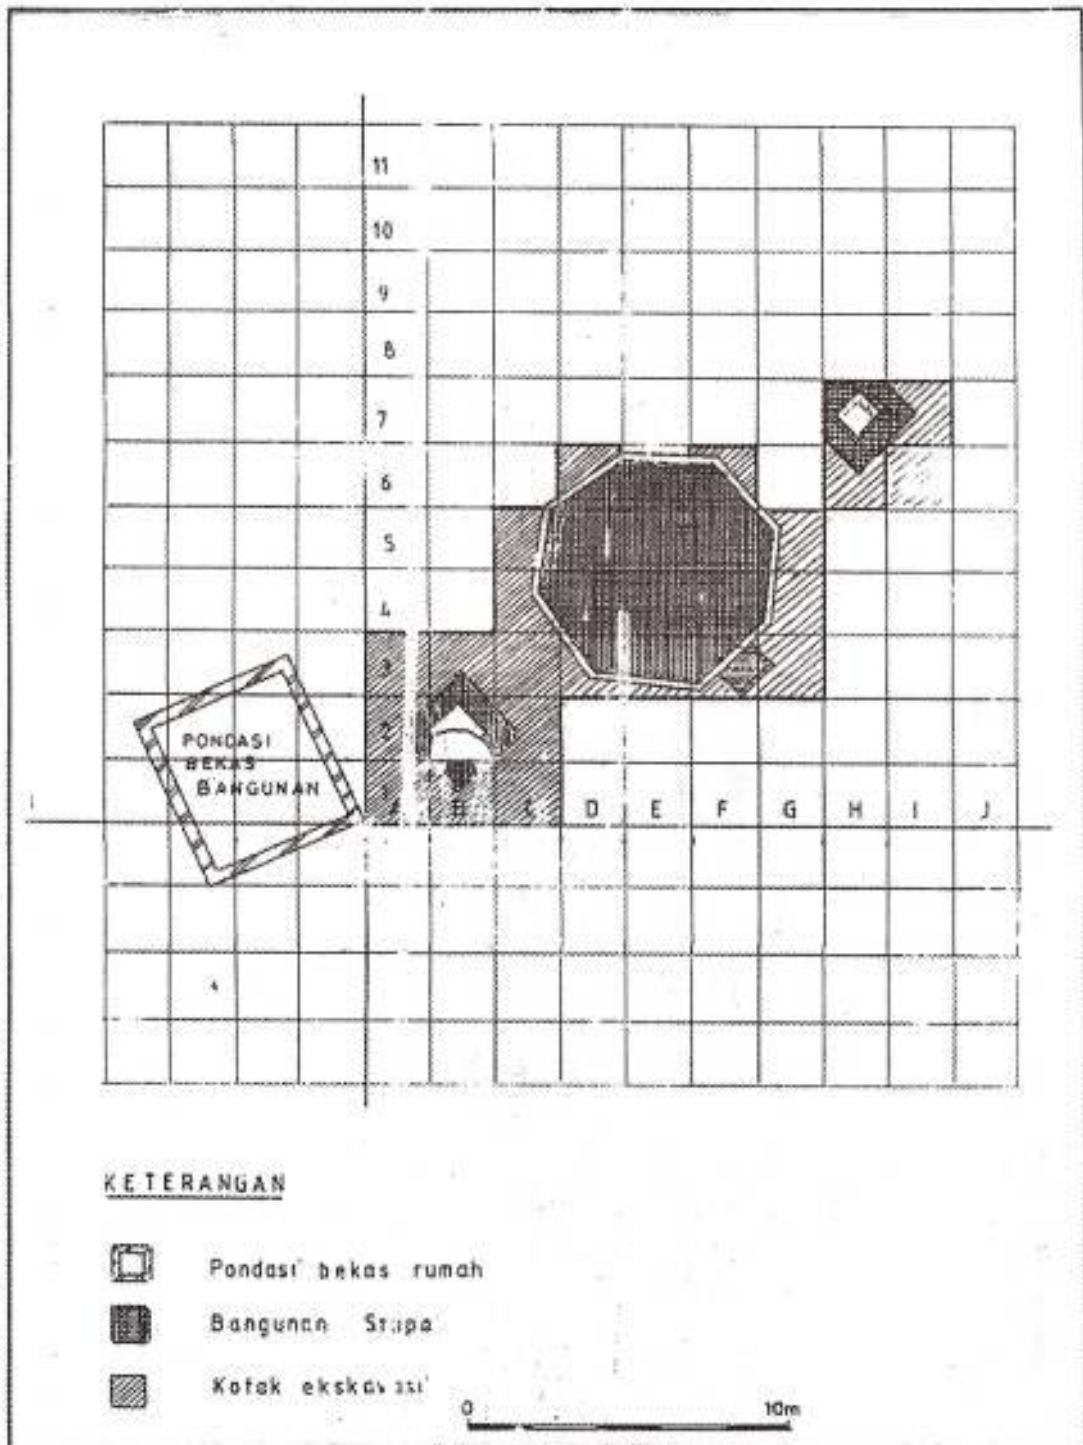 11
10
9
8
7
6
5
4
3
2
1
PONDASI
BEKAS
BANGUNAN
A B C D E F G H I J
KETERANGAN
Pondasi bekas rumah
Bangunan Stupa
Kotak ekskavasi
0 10m